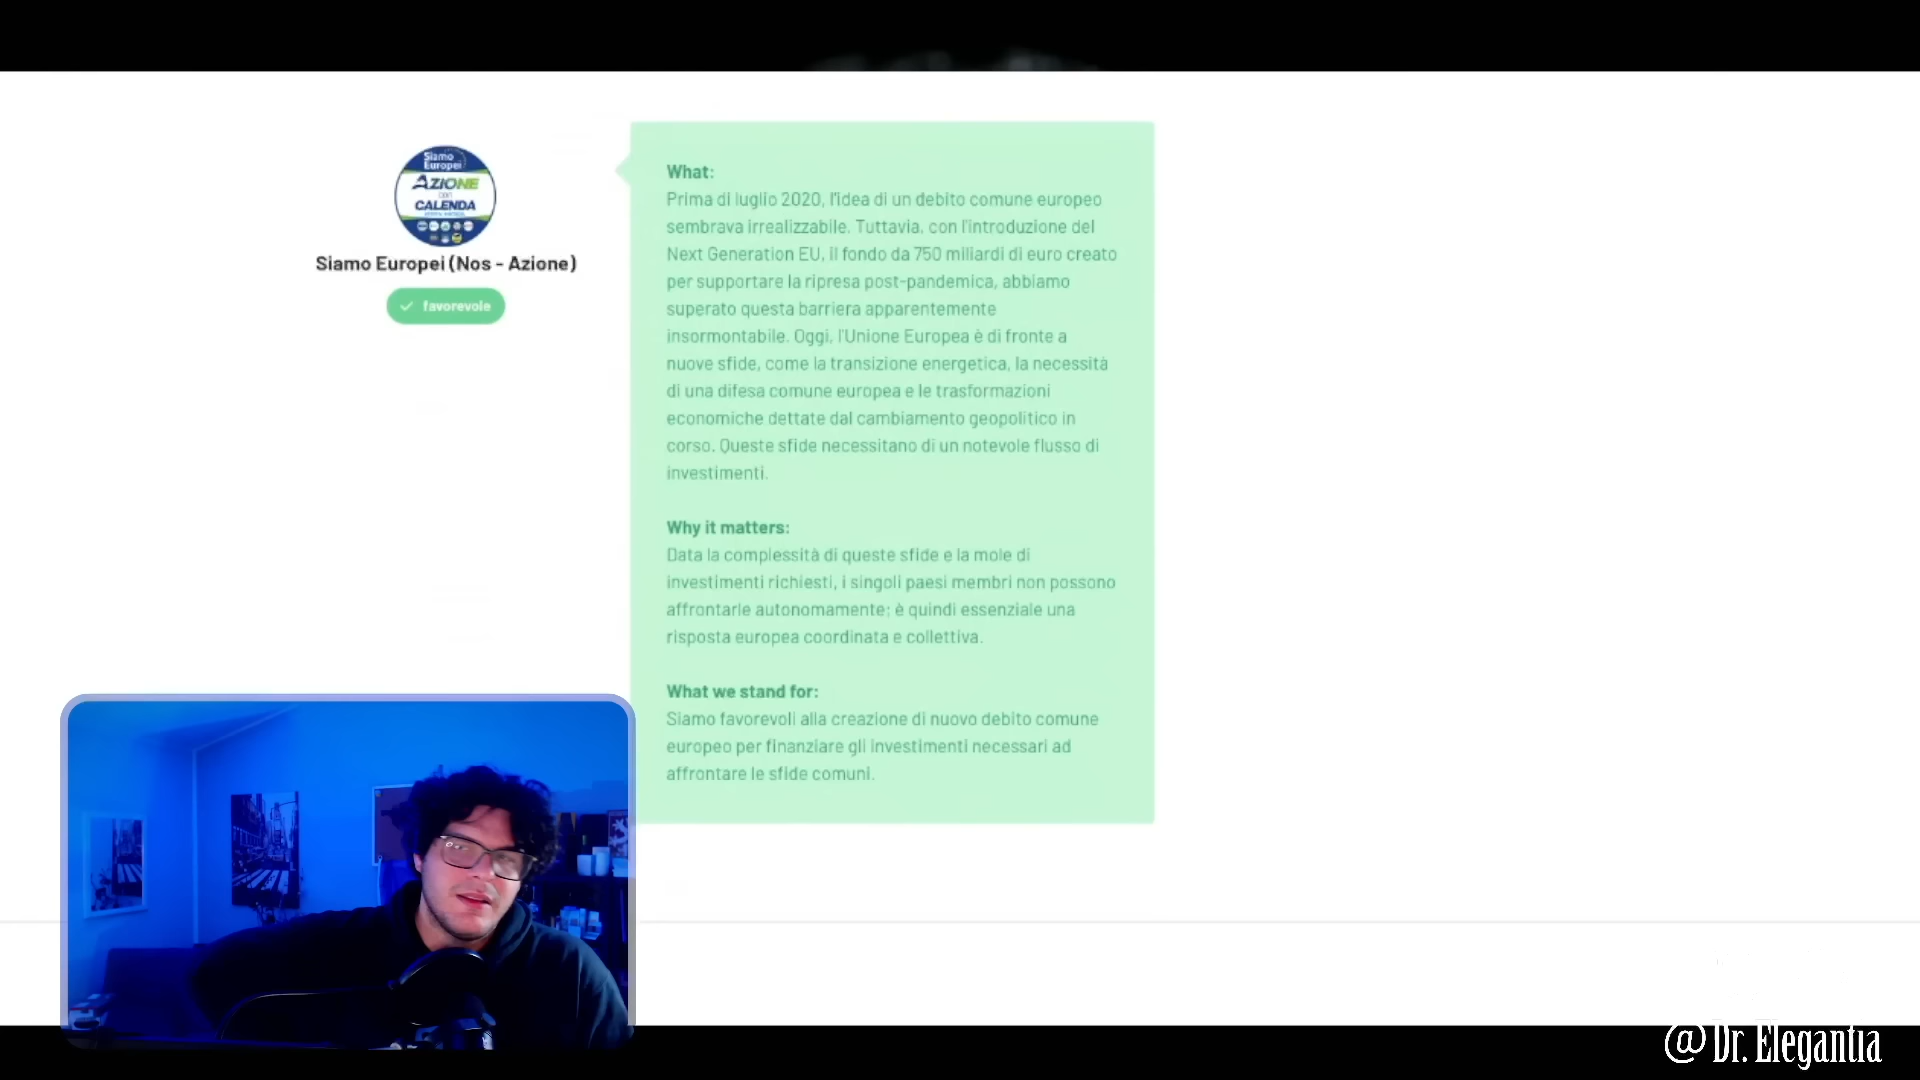 Siamo
Europei
AZIONE
CON
CALENDA
Siamo Europei (Nos - Azione)
favorevole
What:
Prima di luglio 2020, l'idea di un debito comune europeo
sembrava irrealizzabile. Tuttavia, con l'introduzione del
Next Generation EU, il fondo da 750 miliardi di euro creato
per supportare la ripresa post-pandemica, abbiamo
superato questa barriera apparentemente
insormontabile. Oggi, l'Unione Europea è di fronte a
nuove sfide, come la transizione energetica, la necessità
di una difesa comune europea e le trasformazioni
economiche dettate dal cambiamento geopolitico in
corso. Queste sfide necessitano di un notevole flusso di
investimenti.
Why it matters:
Data la complessità di queste sfide e la mole di
investimenti richiesti, i singoli paesi membri non possono
affrontarle autonomamente; è quindi essenziale una
risposta europea coordinata e collettiva.
What we stand for:
Siamo favorevoli alla creazione di nuovo debito comune
europeo per finanziare gli investimenti necessari ad
affrontare le sfide comuni.
@Dr. Elegantia